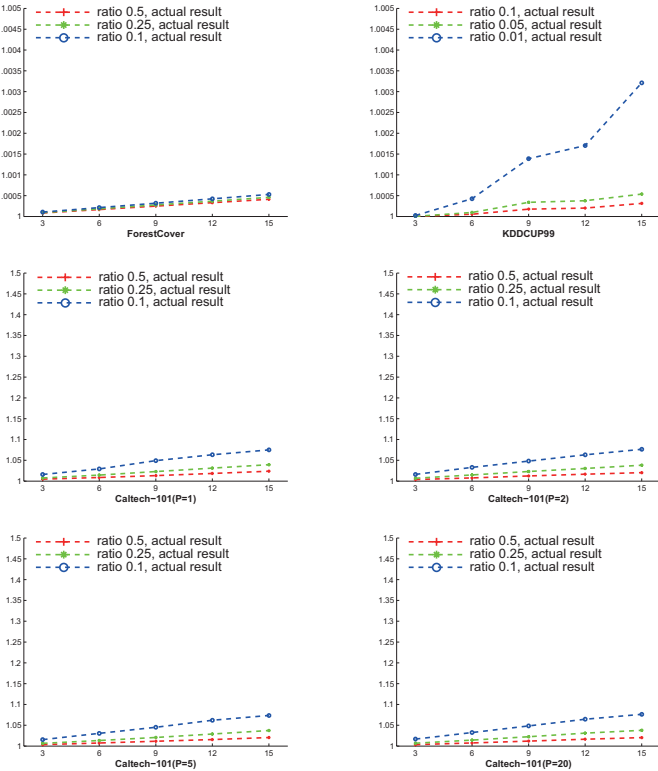 1.005
.0045
1.004
.0035
1.003
.0025
1.002
.0015
1.001
.0005
1
ratio 0.5, actual result
ratio 0.25, actual result
ratio 0.1, actual result
3 6 9 12 15
ForestCover
1.005
1.0045
1.004
1.0035
1.003
1.0025
1.002
1.0015
1.001
1.0005
1
ratio 0.1, actual result
ratio 0.05, actual result
ratio 0.01, actual result
3 6 9 12 15
KDDCUP99
1.5
1.45
1.4
1.35
1.3
1.25
1.2
1.15
1.1
1.05
1
ratio 0.5, actual result
ratio 0.25, actual result
ratio 0.1, actual result
3 6 9 12 15
Caltech−101(P=1)
1.5
1.45
1.4
1.35
1.3
1.25
1.2
1.15
1.1
1.05
1
ratio 0.5, actual result
ratio 0.25, actual result
ratio 0.1, actual result
3 6 9 12 15
Caltech−101(P=2)
1.5
1.45
1.4
1.35
1.3
1.25
1.2
1.15
1.1
1.05
1
ratio 0.5, actual result
ratio 0.25, actual result
ratio 0.1, actual result
3 6 9 12 15
Caltech−101(P=5)
1.5
1.45
1.4
1.35
1.3
1.25
1.2
1.15
1.1
1.05
1
ratio 0.5, actual result
ratio 0.25, actual result
ratio 0.1, actual result
3 6 9 12 15
Caltech−101(P=20)